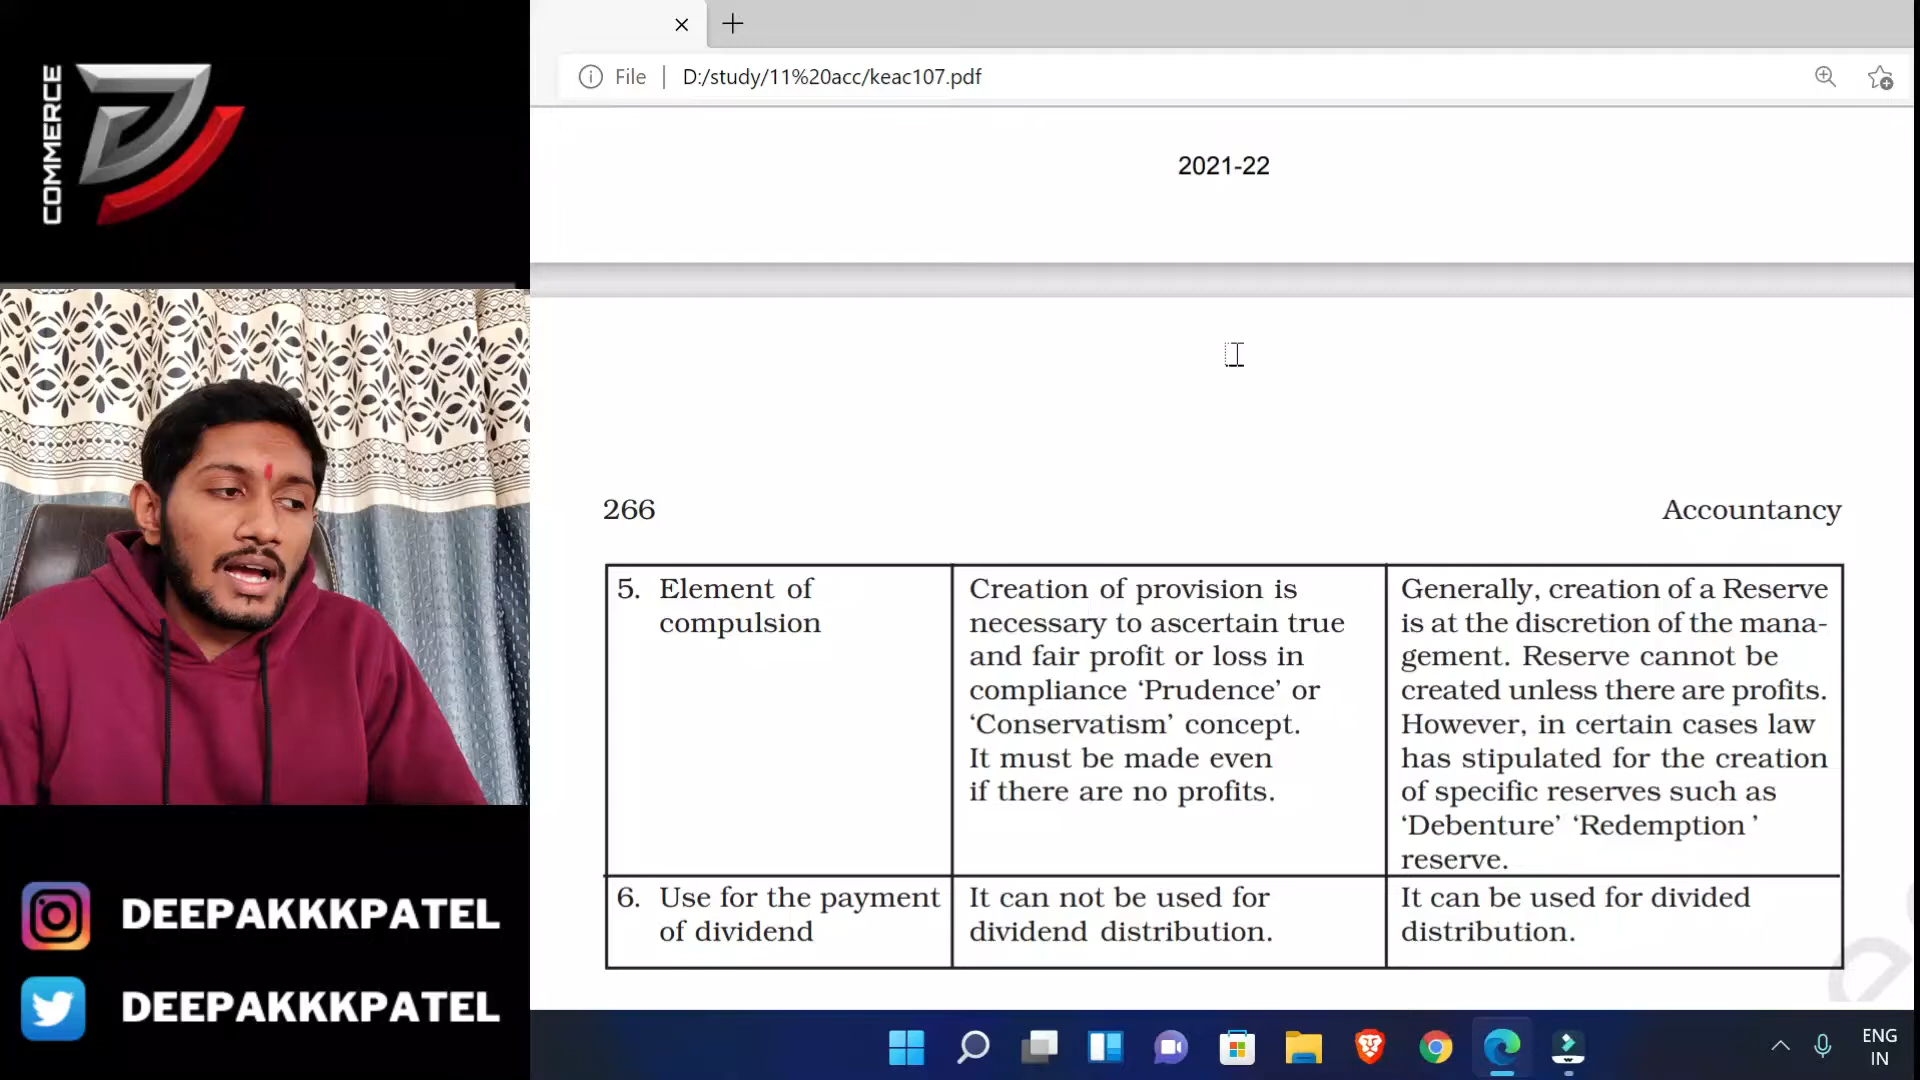 COMMERCE
File
D:/study/11%20acc/keac107.pdf
2021-22
266
Accountancy
5. Element of
compulsion
Creation of provision is
necessary to ascertain true
and fair profit or loss in
compliance ‘Prudence’ or
‘Conservatism’ concept.
It must be made even
if there are no profits.
Generally, creation of a Reserve
is at the discretion of the mana-
gement. Reserve cannot be
created unless there are profits.
However, in certain cases law
has stipulated for the creation
of specific reserves such as
‘Debenture’ ‘Redemption ’
reserve.
6. Use for the payment
of dividend
It can not be used for
dividend distribution.
It can be used for divided
distribution.
DEEPAKKKPATEL
DEEPAKKKPATEL
ENG
IN